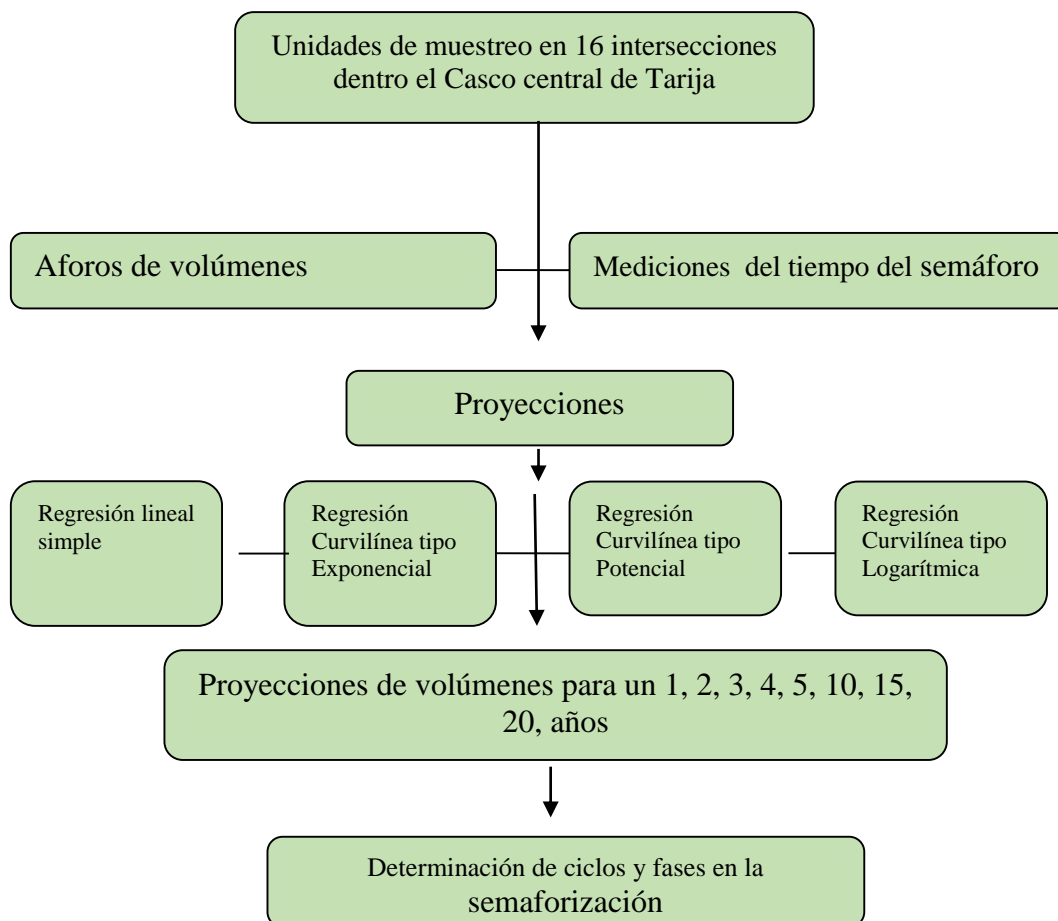 Unidades de muestreo en 16 intersecciones
dentro el Casco central de Tarija
Aforos de volúmenes
Mediciones del tiempo del semáforo
Proyecciones
Regresión lineal
simple
Regresión
Curvilínea tipo
Exponencial
Regresión
Curvilínea tipo
Potencial
Regresión
Curvilínea tipo
Logarítmica
Proyecciones de volúmenes para un 1, 2, 3, 4, 5, 10, 15,
20, años
Determinación de ciclos y fases en la
semaforización